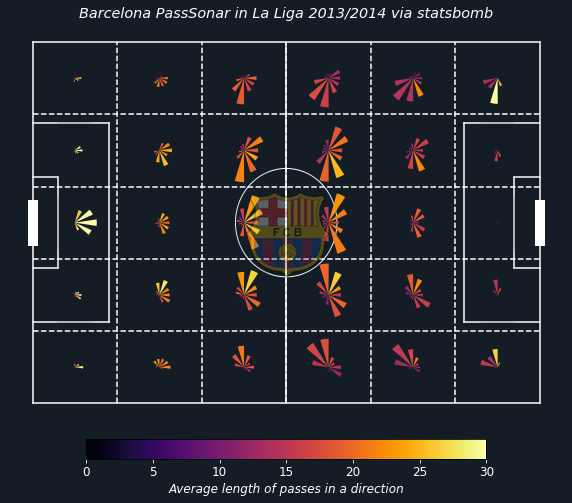 Barcelona PassSonar in La Liga 2013/2014 via statsbomb
F C B
0 5 10 15 20 25 30
Average length of passes in a direction